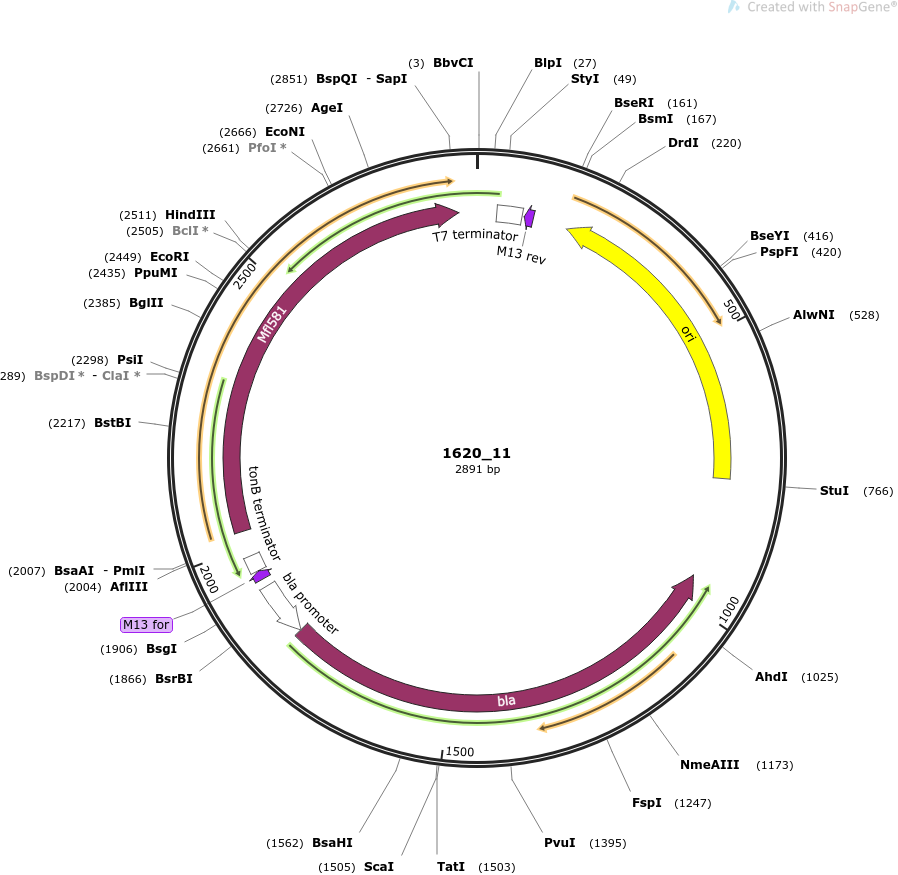 Created with SnapGene®
(3) BbvCI
BlpI (27)
(2851) BspQI - SapI
StyI (49)
(2726) AgeI
BseRI (161)
BsmI (167)
(2666) EcoNI
DrdI (220)
(2661) PfoI *
(2511) HindIII
(2505) BclI *
T7 terminator
M13 rev
BseYI (416)
PspFI (420)
(2449) EcoRI
(2435) PpuMI
2500
(2385) BglII
500
AlwNI (528)
Mfl581
ori
(2298) PsiI
289) BspDI * - ClaI *
(2217) BstBI
1620_11
2891 bp
StuI (766)
tonB terminator
(2007) BsaAI - PmlI
(2004) AflIII
2000
bla promoter
1000
M13 for
(1906) BsgI
(1866) BsrBI
AhdI (1025)
bla
1500
NmeAIII (1173)
FspI (1247)
(1562) BsaHI
PvuI (1395)
(1505) ScaI
TatI (1503)